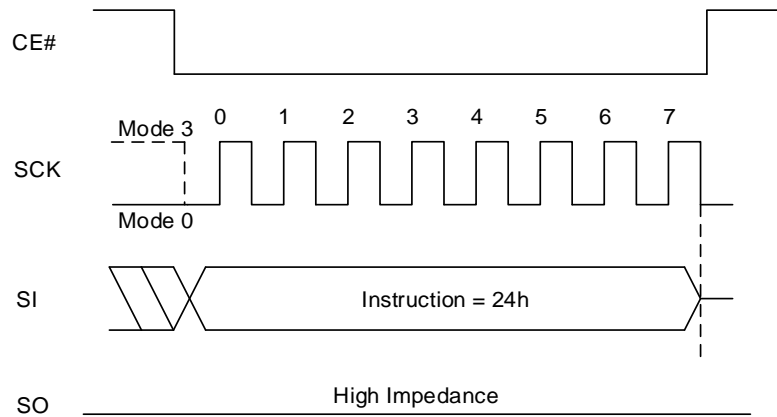 CE#
Mode 3
0 1 2 3 4 5 6 7
SCK
Mode 0
SI
Instruction = 24h
SO
High Impedance